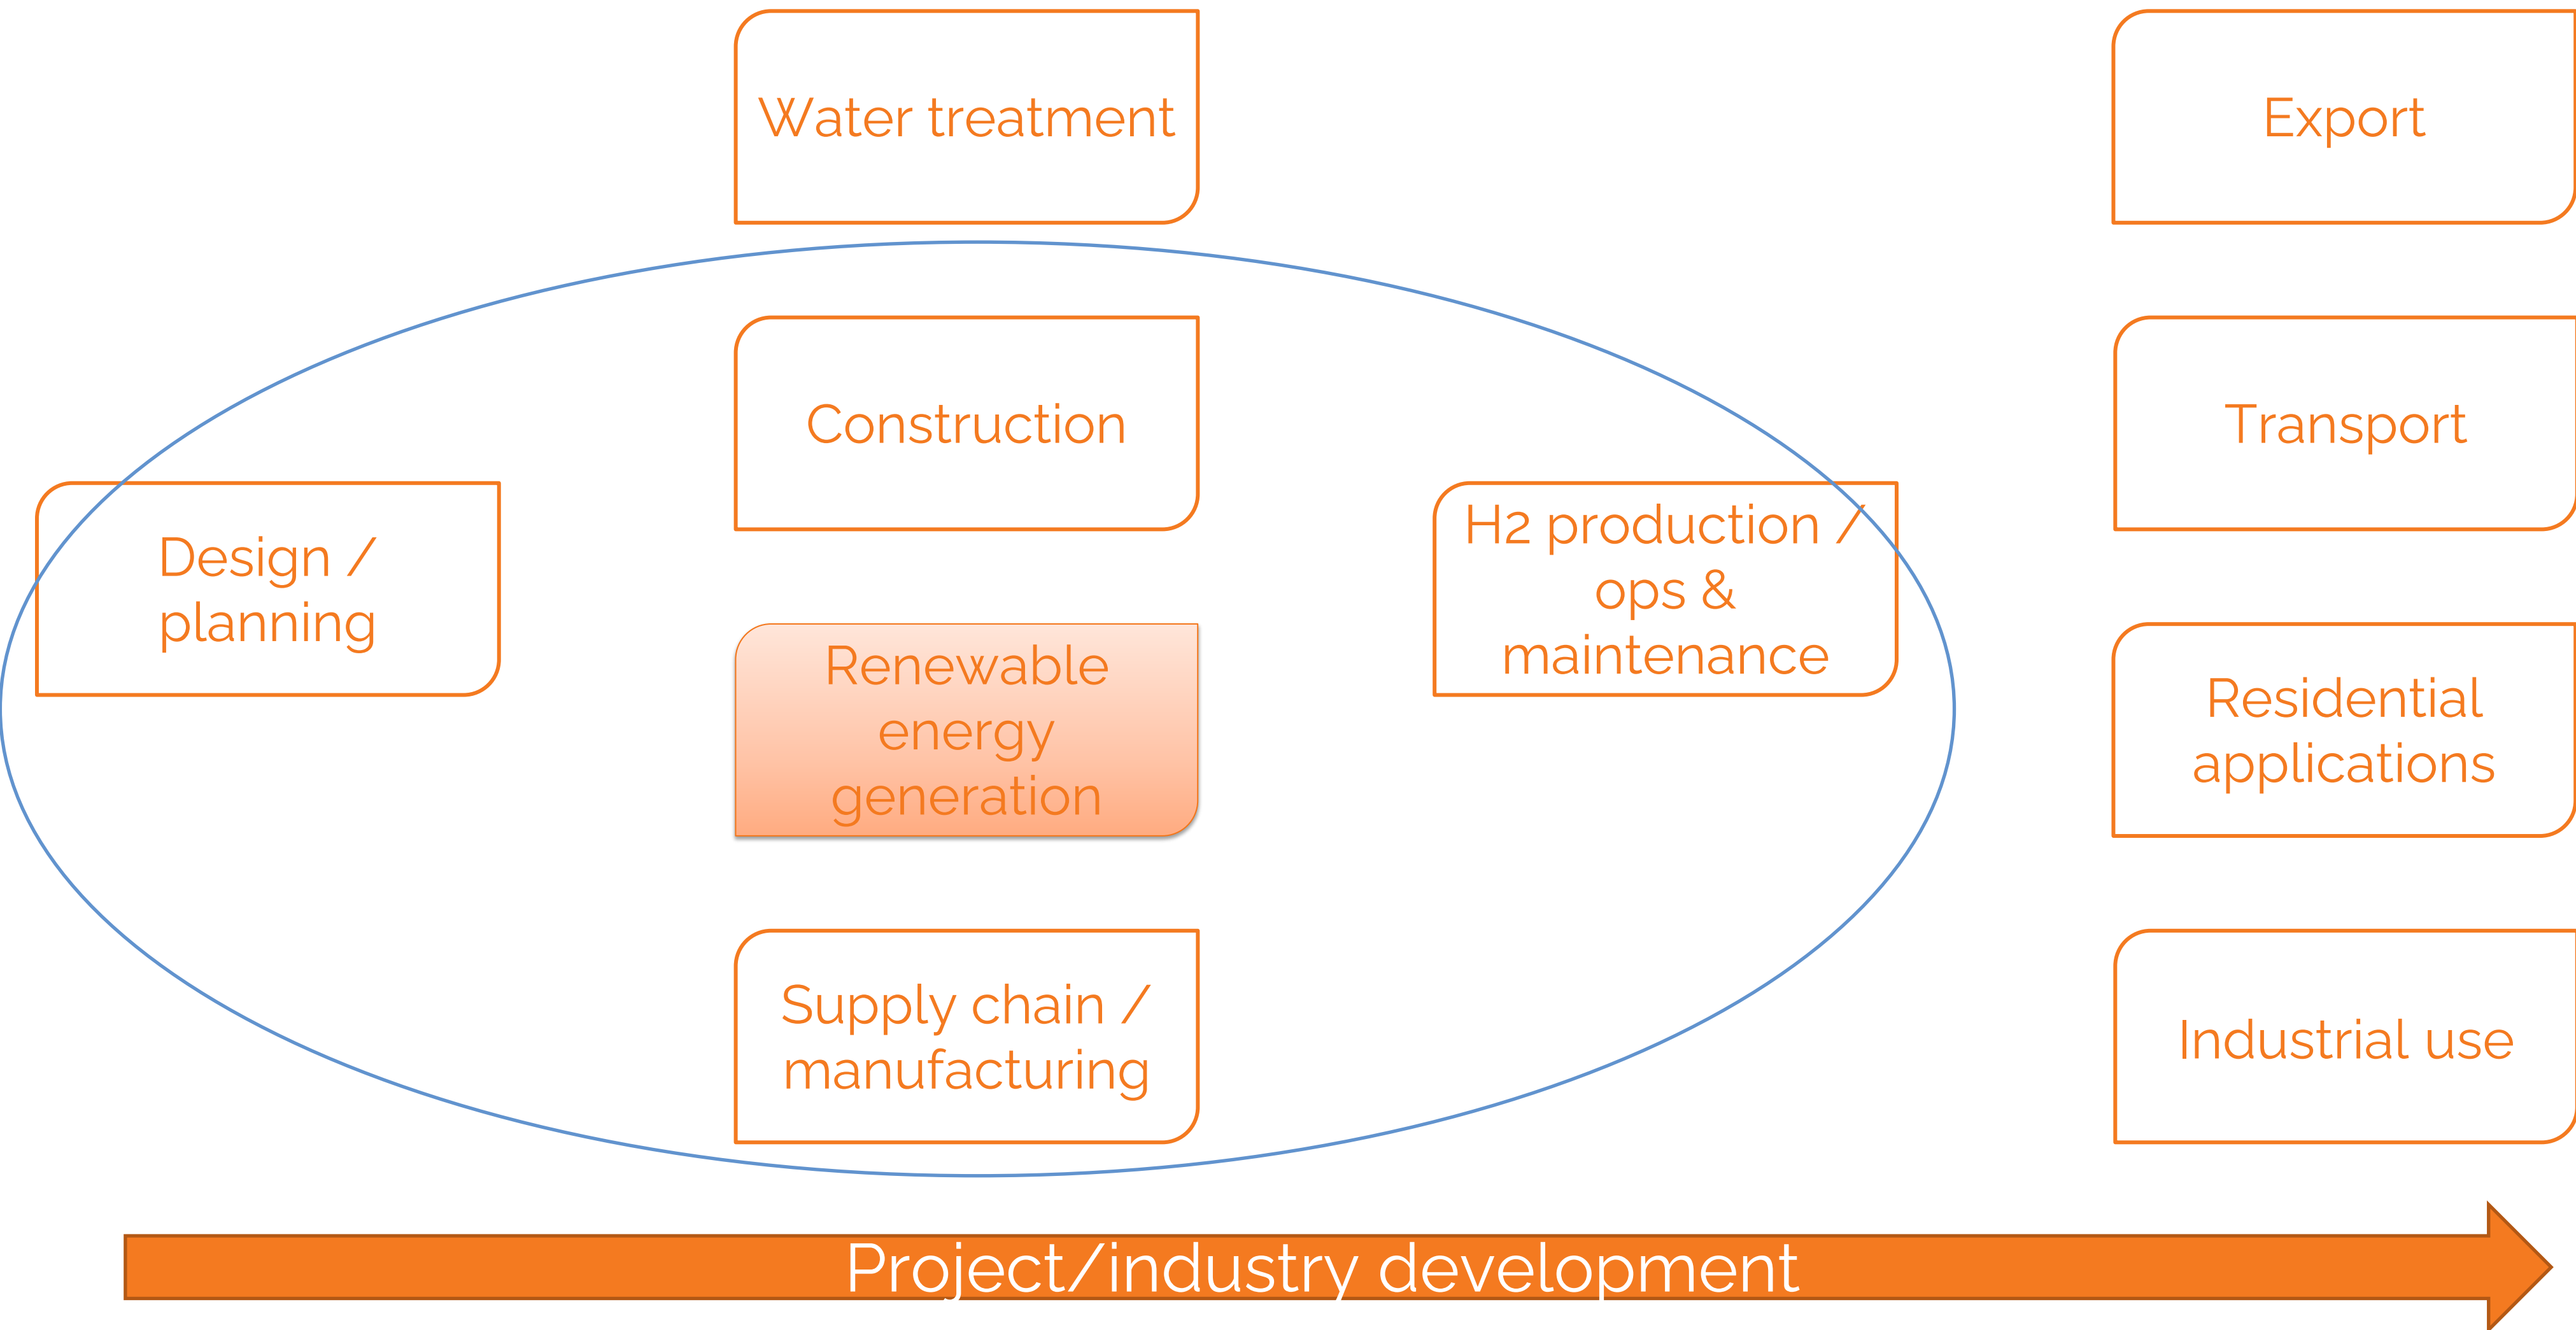 Water treatment
Export
Construction
Transport
Design /
planning
H2 production /
ops &
maintenance
Renewable
energy
generation
Residential
applications
Supply chain /
manufacturing
Industrial use
Project/industry development